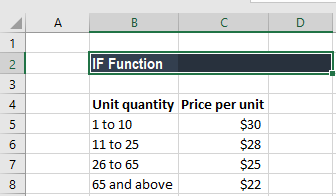 A B C D
1
2 IF Function
3
4 Unit quantity Price per unit
5 1 to 10 $30
6 11 to 25 $28
7 26 to 65 $25
8 65 and above $22